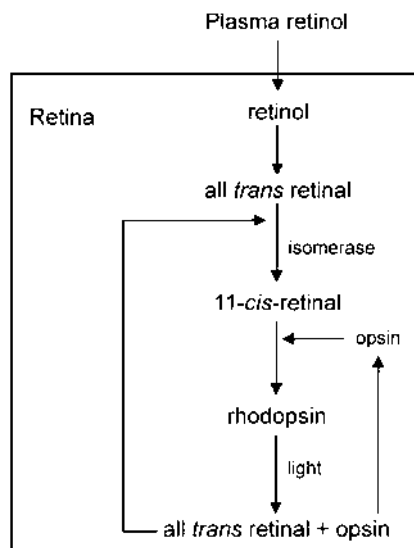 Plasma retinol
Retina
retinol
all trans retinal
isomerase
11-cis-retinal
opsin
rhodopsin
light
all trans retinal + opsin